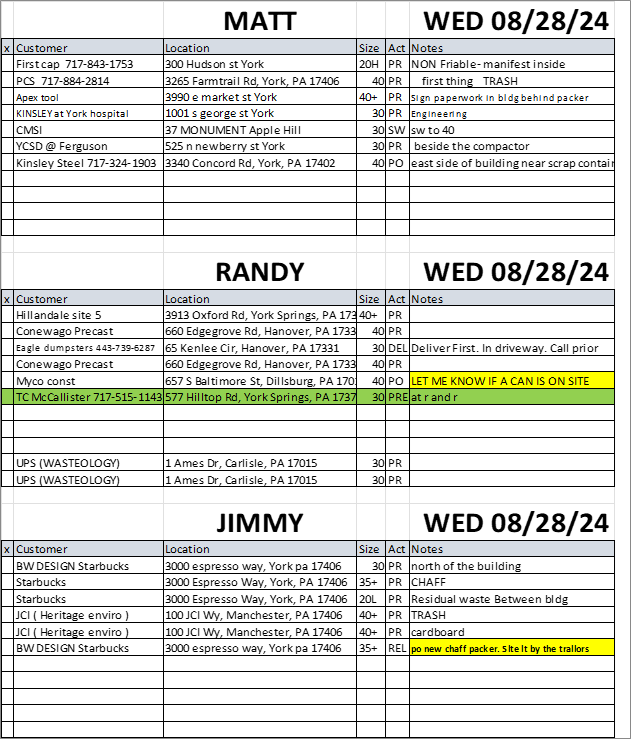 MATT WED 08/28/24
x Customer Location Size Act Notes
First cap 717-843-1753 300 Hudson st York 20H PR NON Friable- manifest inside
PCS 717-884-2814 3265 Farmtrail Rd, York, PA 17406 40 PR first thing TRASH
Apex tool 3990 e market st York 40+ PR Sign paperwork in bldg behind packer
KINSLEY at York hospital 1001 s george st York 30 PR Engineering
CMSI 37 MONUMENT Apple Hill 30 SW sw to 40
YCSD @ Ferguson 525 n newberry st York 30 PR beside the compactor
Kinsley Steel 717-324-1903 3340 Concord Rd, York, PA 17402 40 PO east side of building near scrap contain
RANDY WED 08/28/24
x Customer Location Size Act Notes
Hillandale site 5 3913 Oxford Rd, York Springs, PA 173 40+ PR
Conewago Precast 660 Edgegrove Rd, Hanover, PA 1733 40 PR
Eagle dumpsters 443-739-6287 65 Kenlee Cir, Hanover, PA 17331 30 DEL Deliver First. In driveway. Call prior
Conewago Precast 660 Edgegrove Rd, Hanover, PA 1733 40 PR
Myco const 657 S Baltimore St, Dillsburg, PA 170 40 PO LET ME KNOW IF A CAN IS ON SITE
TC McCallister 717-515-1143 577 Hilltop Rd, York Springs, PA 1737 30 PRE at r and r
UPS (WASTEOLOGY) 1 Ames Dr, Carlisle, PA 17015 30 PR
UPS (WASTEOLOGY) 1 Ames Dr, Carlisle, PA 17015 30 PR
JIMMY WED 08/28/24
x Customer Location Size Act Notes
BW DESIGN Starbucks 3000 espresso way, York pa 17406 30 PR north of the building
Starbucks 3000 Espresso Way, York, PA 17406 35+ PR CHAFF
Starbucks 3000 Espresso Way, York, PA 17406 20L PR Residual waste Between bldg
JCI ( Heritage enviro ) 100 JCI Wy, Manchester, PA 17406 40+ PR TRASH
JCI ( Heritage enviro ) 100 JCI Wy, Manchester, PA 17406 40+ PR cardboard
BW DESIGN Starbucks 3000 espresso way, York pa 17406 35+ REL po new chaff packer. Site it by the trallors